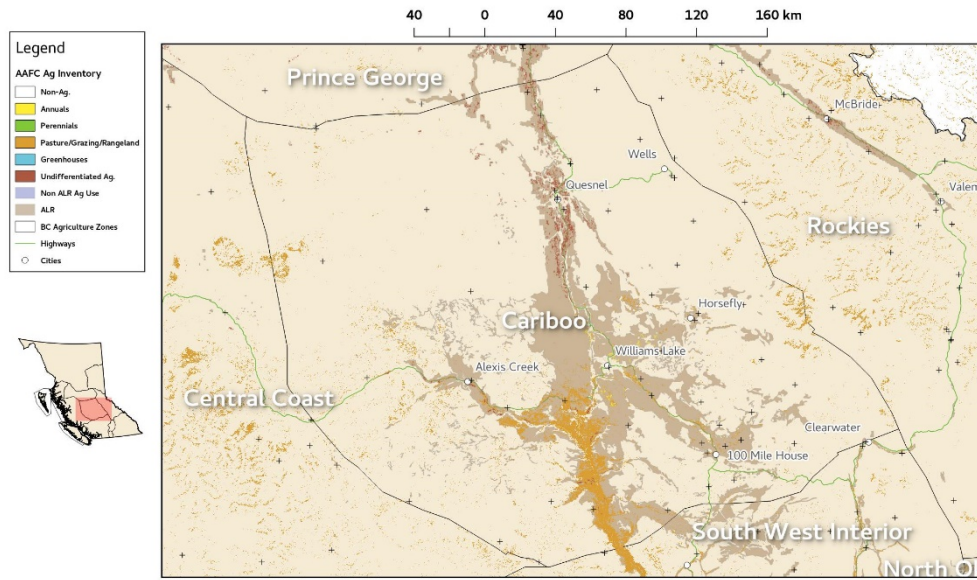 40 0 40 80 120 160 km
Legend
AAFC Ag Inventory
Non-Ag.
Annuals
Perennials
Pasture/Grazing/Rangeland
Greenhouses
Undifferentiated Ag.
Non ALR Ag Use
ALR
BC Agriculture Zones
Highways
Cities
Prince George
McBride
Wells
Quesnel
Valem
Rockies
Horsefly
Cariboo
Williams Lake
Alexis Creek
Central Coast
Clearwater
100 Mile House
South West Interior
North O